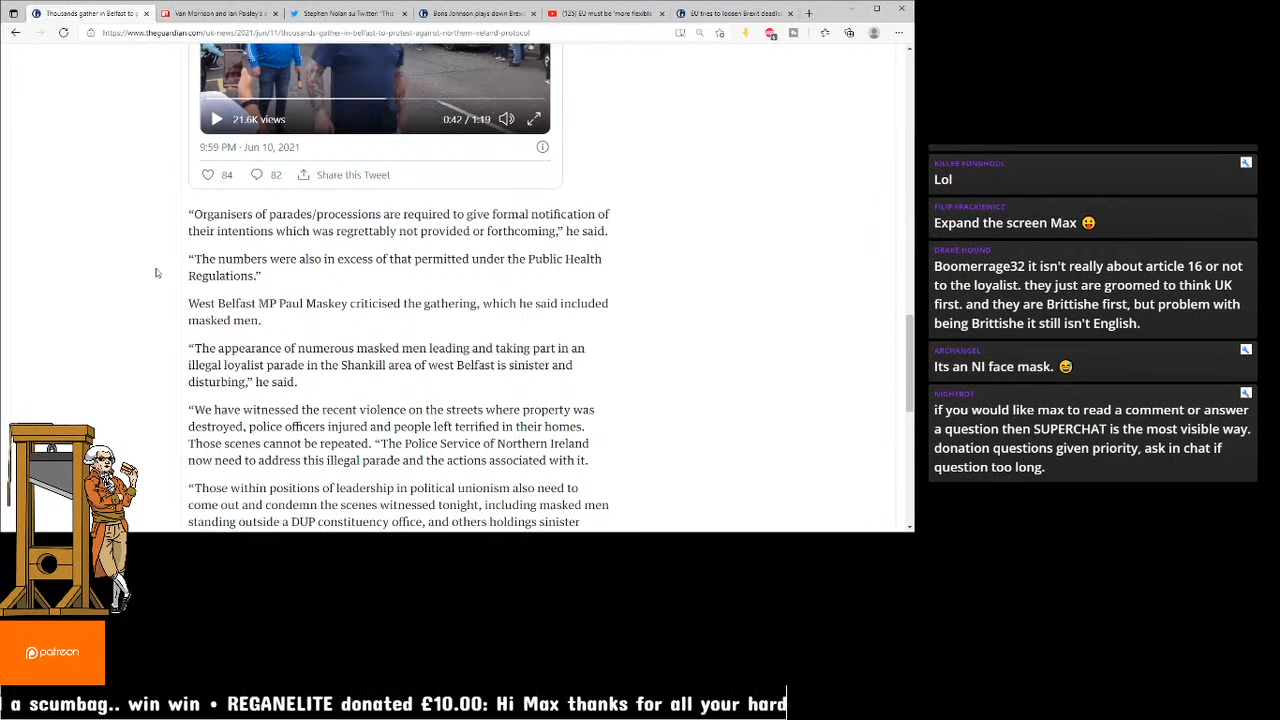 Thousands gather in Belfast to p
Van Morrison and Ian Paisley's a
Stephen Nolan su Twitter: "This
Boris Johnson plays down Brex
(125) EU must be 'more flexible
EU tries to loosen Brexit deadloc
https://www.theguardian.com/uk-news/2021/jun/11/thousands-gather-in-belfast-to-protest-against-northern-ireland-protocol
21.6K views
0:42 / 1:19
9:59 PM · Jun 10, 2021
84
82
Share this Tweet
“Organisers of parades/processions are required to give formal notification of
their intentions which was regrettably not provided or forthcoming,” he said.
“The numbers were also in excess of that permitted under the Public Health
Regulations.”
West Belfast MP Paul Maskey criticised the gathering, which he said included
masked men.
“The appearance of numerous masked men leading and taking part in an
illegal loyalist parade in the Shankill area of west Belfast is sinister and
disturbing,” he said.
“We have witnessed the recent violence on the streets where property was
destroyed, police officers injured and people left terrified in their homes.
Those scenes cannot be repeated. “The Police Service of Northern Ireland
now need to address this illegal parade and the actions associated with it.
“Those within positions of leadership in political unionism also need to
come out and condemn the scenes witnessed tonight, including masked men
standing outside a DUP constituency office, and others holdings sinister
KILLER FUNGHOUL
Lol
FILIP FRACKIEWICZ
Expand the screen Max 😛
DRAKE HOUND
Boomerrage32 it isn't really about article 16 or not
to the loyalist. they just are groomed to think UK
first. and they are Brittishe first, but problem with
being Brittishe it still isn't English.
ARCHANGEL
Its an NI face mask. 😅
NIGHTBOT
if you would like max to read a comment or answer
a question then SUPERCHAT is the most visible way.
donation questions given priority, ask in chat if
question too long.
patreon
a scumbag.. win win • REGANELITE donated £10.00: Hi Max thanks for all your hard